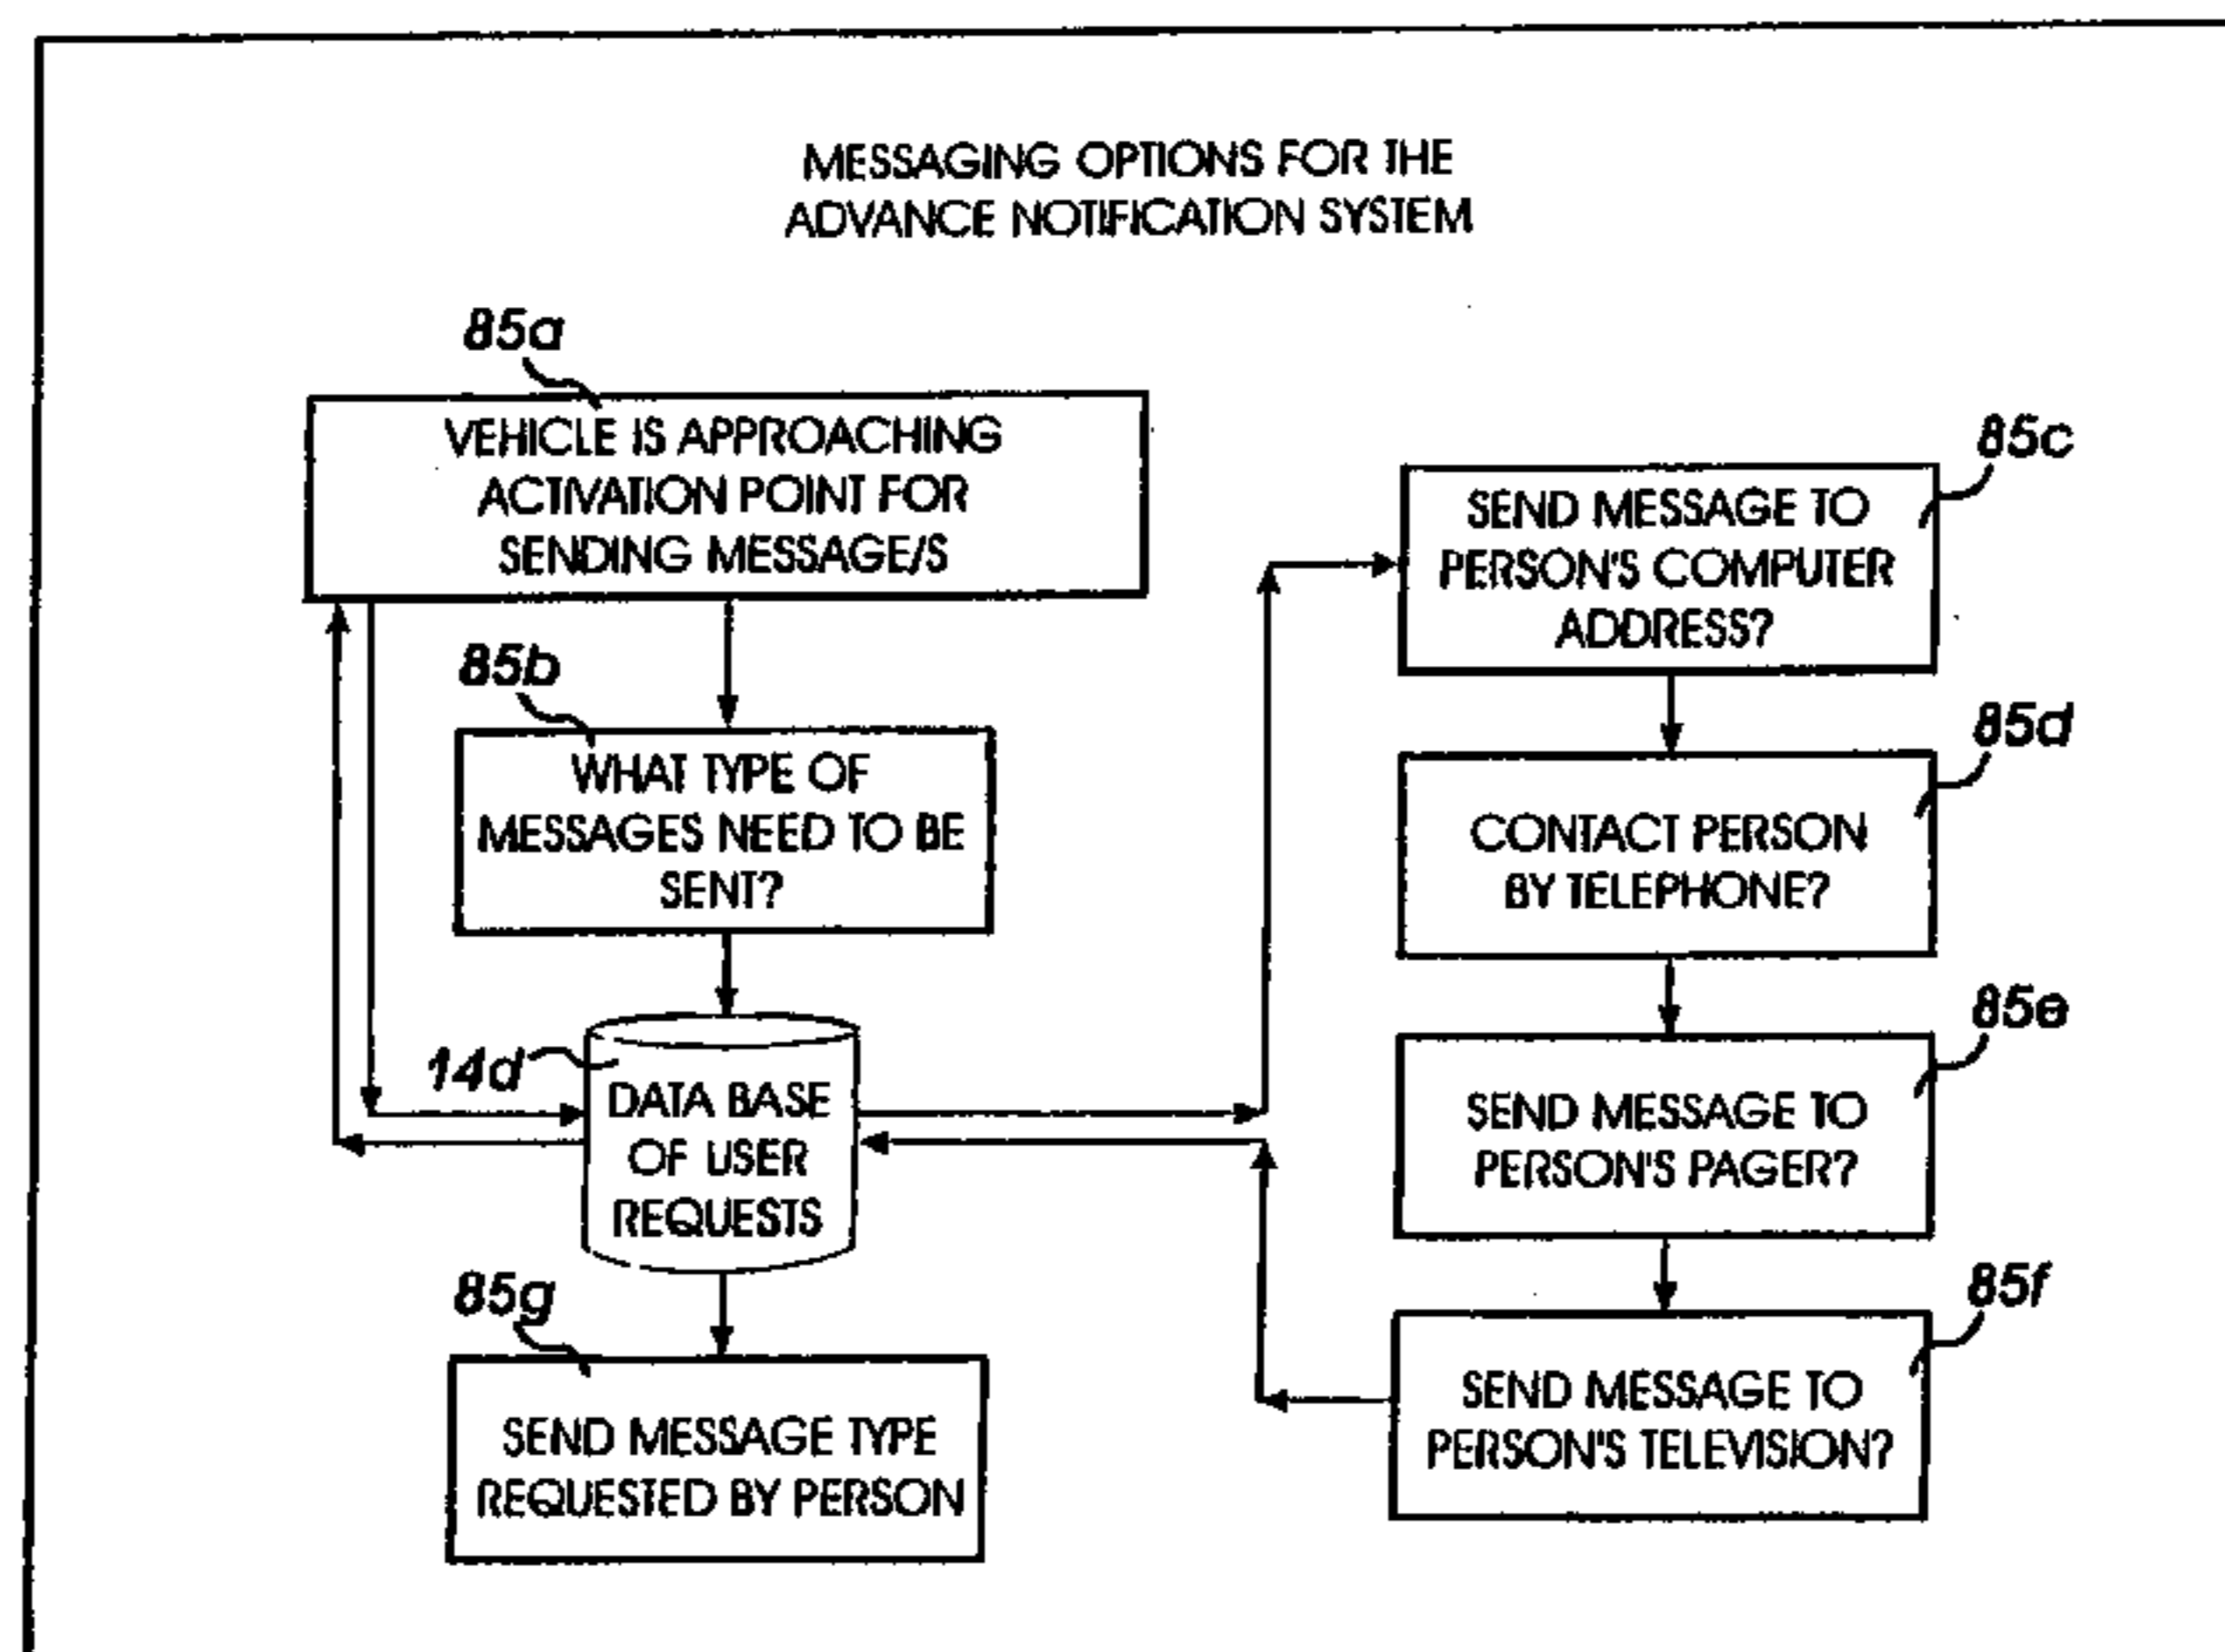 MESSAGING OPTIONS FOR THE
ADVANCE NOTIFICATION SYSTEM
85a
VEHICLE IS APPROACHING
ACTIVATION POINT FOR
SENDING MESSAGE/S
85b
WHAT TYPE OF
MESSAGES NEED TO BE
SENT?
14d
DATA BASE
OF USER
REQUESTS
85g
SEND MESSAGE TYPE
REQUESTED BY PERSON
85c
SEND MESSAGE TO
PERSON'S COMPUTER
ADDRESS?
85d
CONTACT PERSON
BY TELEPHONE?
85e
SEND MESSAGE TO
PERSON'S PAGER?
85f
SEND MESSAGE TO
PERSON'S TELEVISION?